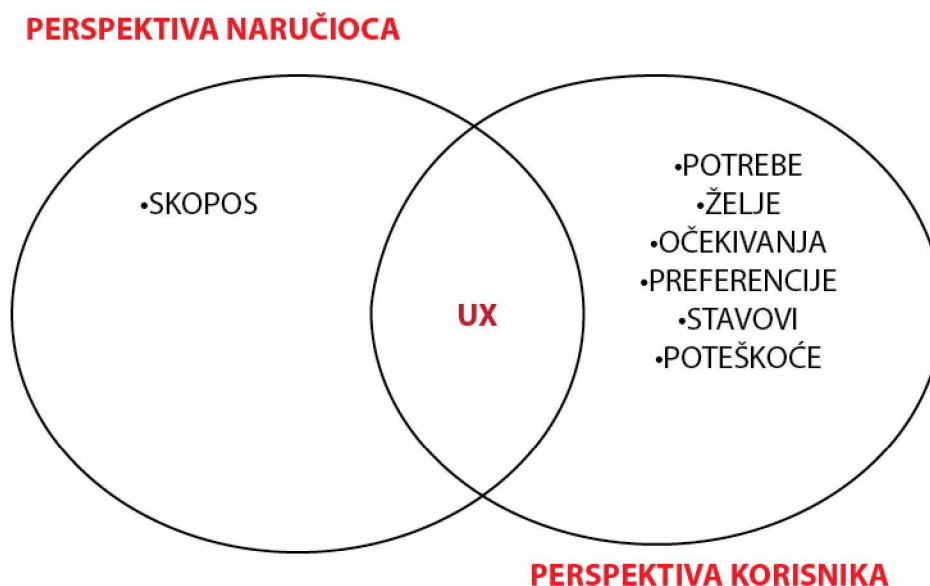 PERSPEKTIVA NARUČIOCA
•SKOPOS
UX
•POTREBE
•ŽELJE
•OČEKIVANJA
•PREFERENCIJE
•STAVOVI
•POTEŠKOĆE
PERSPEKTIVA KORISNIKA